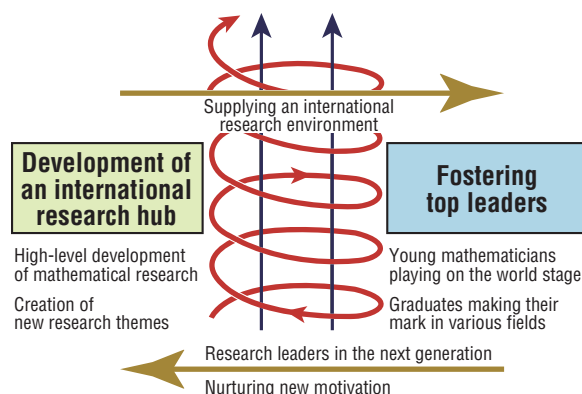 Supplying an international
research environment
Development of
an international
research hub
Fostering
top leaders
High-level development
of mathematical research
Creation of
new research themes
Young mathematicians
playing on the world stage
Graduates making their
mark in various fields
Research leaders in the next generation
Nurturing new motivation